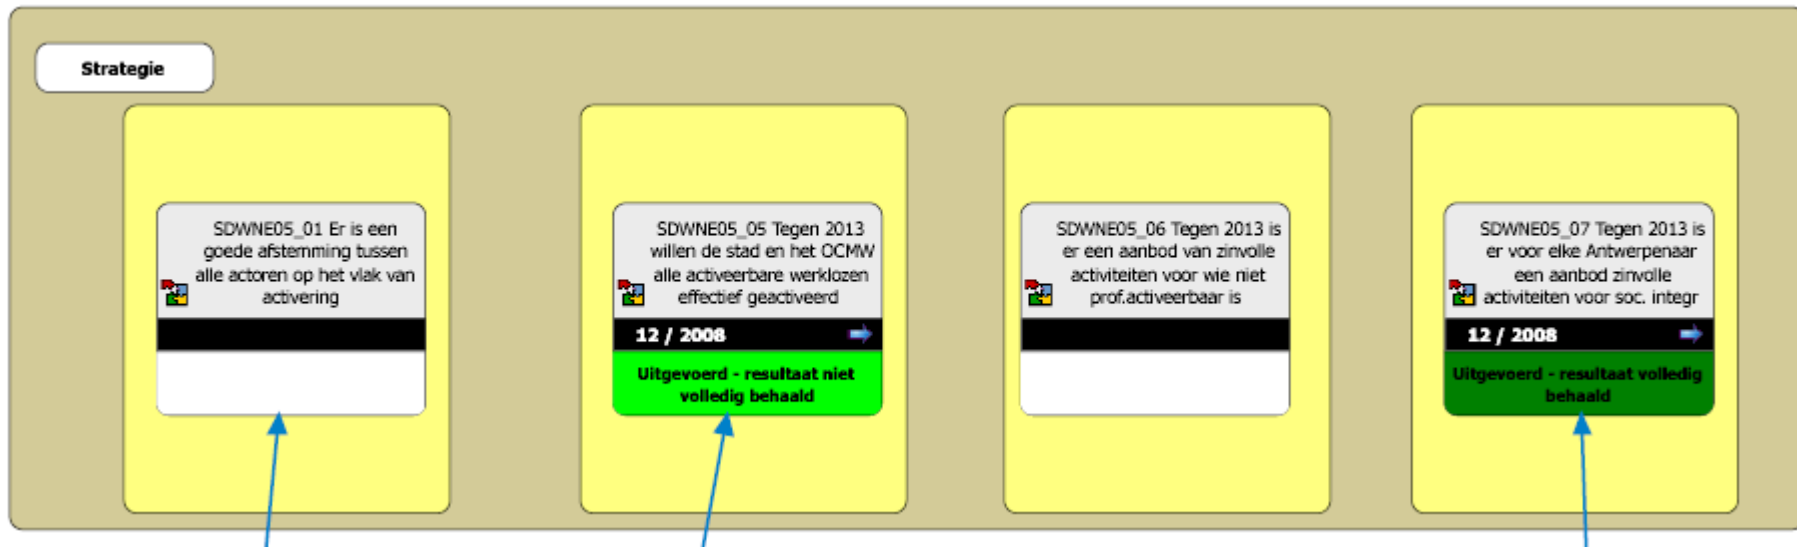 Strategie
SDWNE05_01 Er is een
goede afstemming tussen
alle actoren op het vlak van
activering
SDWNE05_05 Tegen 2013
willen de stad en het OCMW
alle activeerbare werklozen
effectief geactiveerd
12 / 2008
Uitgevoerd - resultaat niet
volledig behaald
SDWNE05_06 Tegen 2013 is
er een aanbod van zinvolle
activiteiten voor wie niet
prof.activeerbaar is
SDWNE05_07 Tegen 2013 is
er voor elke Antwerpenaar
een aanbod zinvolle
activiteiten voor soc. integr
12 / 2008
Uitgevoerd - resultaat volledig
behaald